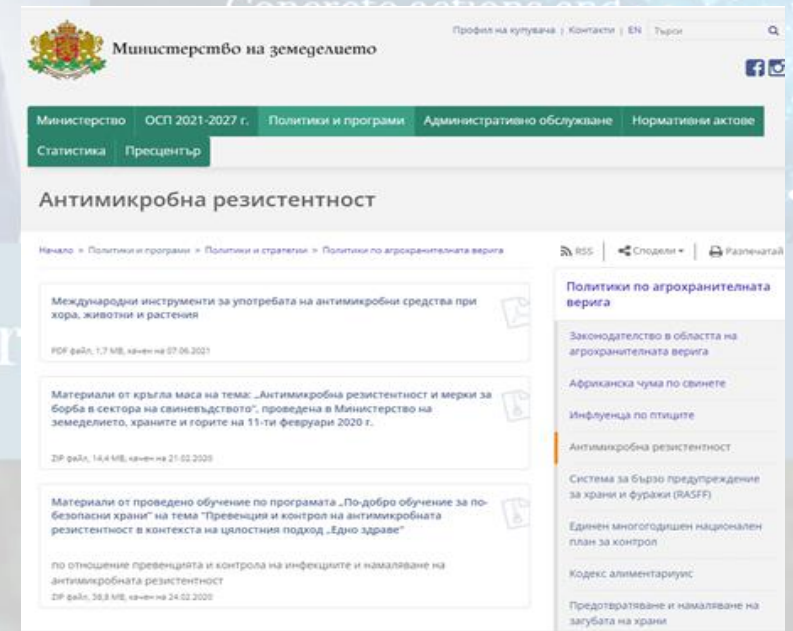 Concrete actions and
Министерство на земеделието
Профил на купувача | Контакти | EN
Търси
Министерство
ОСП 2021-2027 г.
Политики и програми
Административно обслужване
Нормативни актове
Статистика
Пресцентър
Антимикробна резистентност
Начало » Политики и програми » Политики и стратегии » Политики по агрохранителната верига
RSS
Сподели
Разпечатай
Международни инструменти за употребата на антимикробни средства при
хора, животни и растения
PDF файл, 1,7 MB, качен на 07.06.2021
Материали от кръгла маса на тема: „Антимикробна резистентност и мерки за
борба в сектора на свиневъдството", проведена в Министерство на
земеделието, храните и горите на 11-ти февруари 2020 г.
ZIP файл, 14,4 MB, качен на 21.02.2020
Материали от проведено обучение по програмата „По-добро обучение за по-
безопасни храни" на тема "Превенция и контрол на антимикробната
резистентност в контекста на цялостния подход „Едно здраве"
по отношение превенцията и контрола на инфекциите и намаляване на
антимикробната резистентност
ZIP файл, 38,8 MB, качен на 24.02.2020
Политики по агрохранителната
верига
Законодателство в областта на
агрохранителната верига
Африканска чума по свинете
Инфлуенца по птиците
Антимикробна резистентност
Система за бързо предупреждение
за храни и фуражи (RASFF)
Единен многогодишен национален
план за контрол
Кодекс алиментариуис
Предотвратяване и намаляване на
загубата на храни